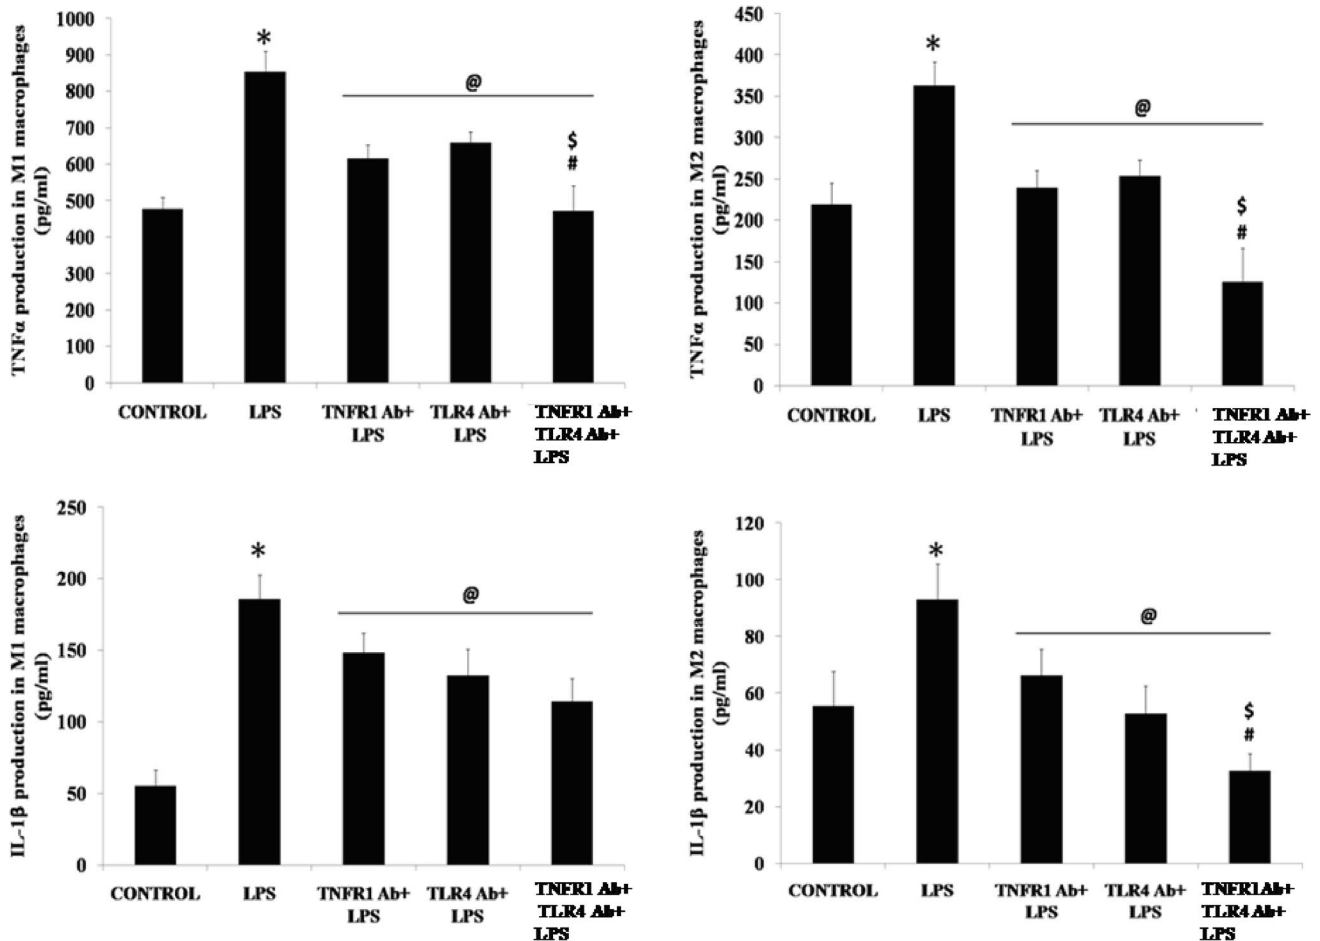 TNFα production in M1 macrophages
(pg/ml)
1000
900
800
700
600
500
400
300
200
100
0
*
@
$
#
CONTROL
LPS
TNFR1 Ab+
LPS
TLR4 Ab+
LPS
TNFR1 Ab+
TLR4 Ab+
LPS
TNFα production in M2 macrophages
(pg/ml)
450
400
350
300
250
200
150
100
50
0
*
@
$
#
CONTROL
LPS
TNFR1 Ab+
LPS
TLR4 Ab+
LPS
TNFR1 Ab+
TLR4 Ab+
LPS
IL-1β production in M1 macrophages
(pg/ml)
250
200
150
100
50
0
*
@
CONTROL
LPS
TNFR1 Ab+
LPS
TLR4 Ab+
LPS
TNFR1 Ab+
TLR4 Ab+
LPS
IL-1β production in M2 macrophages
(pg/ml)
120
100
80
60
40
20
0
*
@
$
#
CONTROL
LPS
TNFR1 Ab+
LPS
TLR4 Ab+
LPS
TNFR1Ab+
TLR4 Ab+
LPS